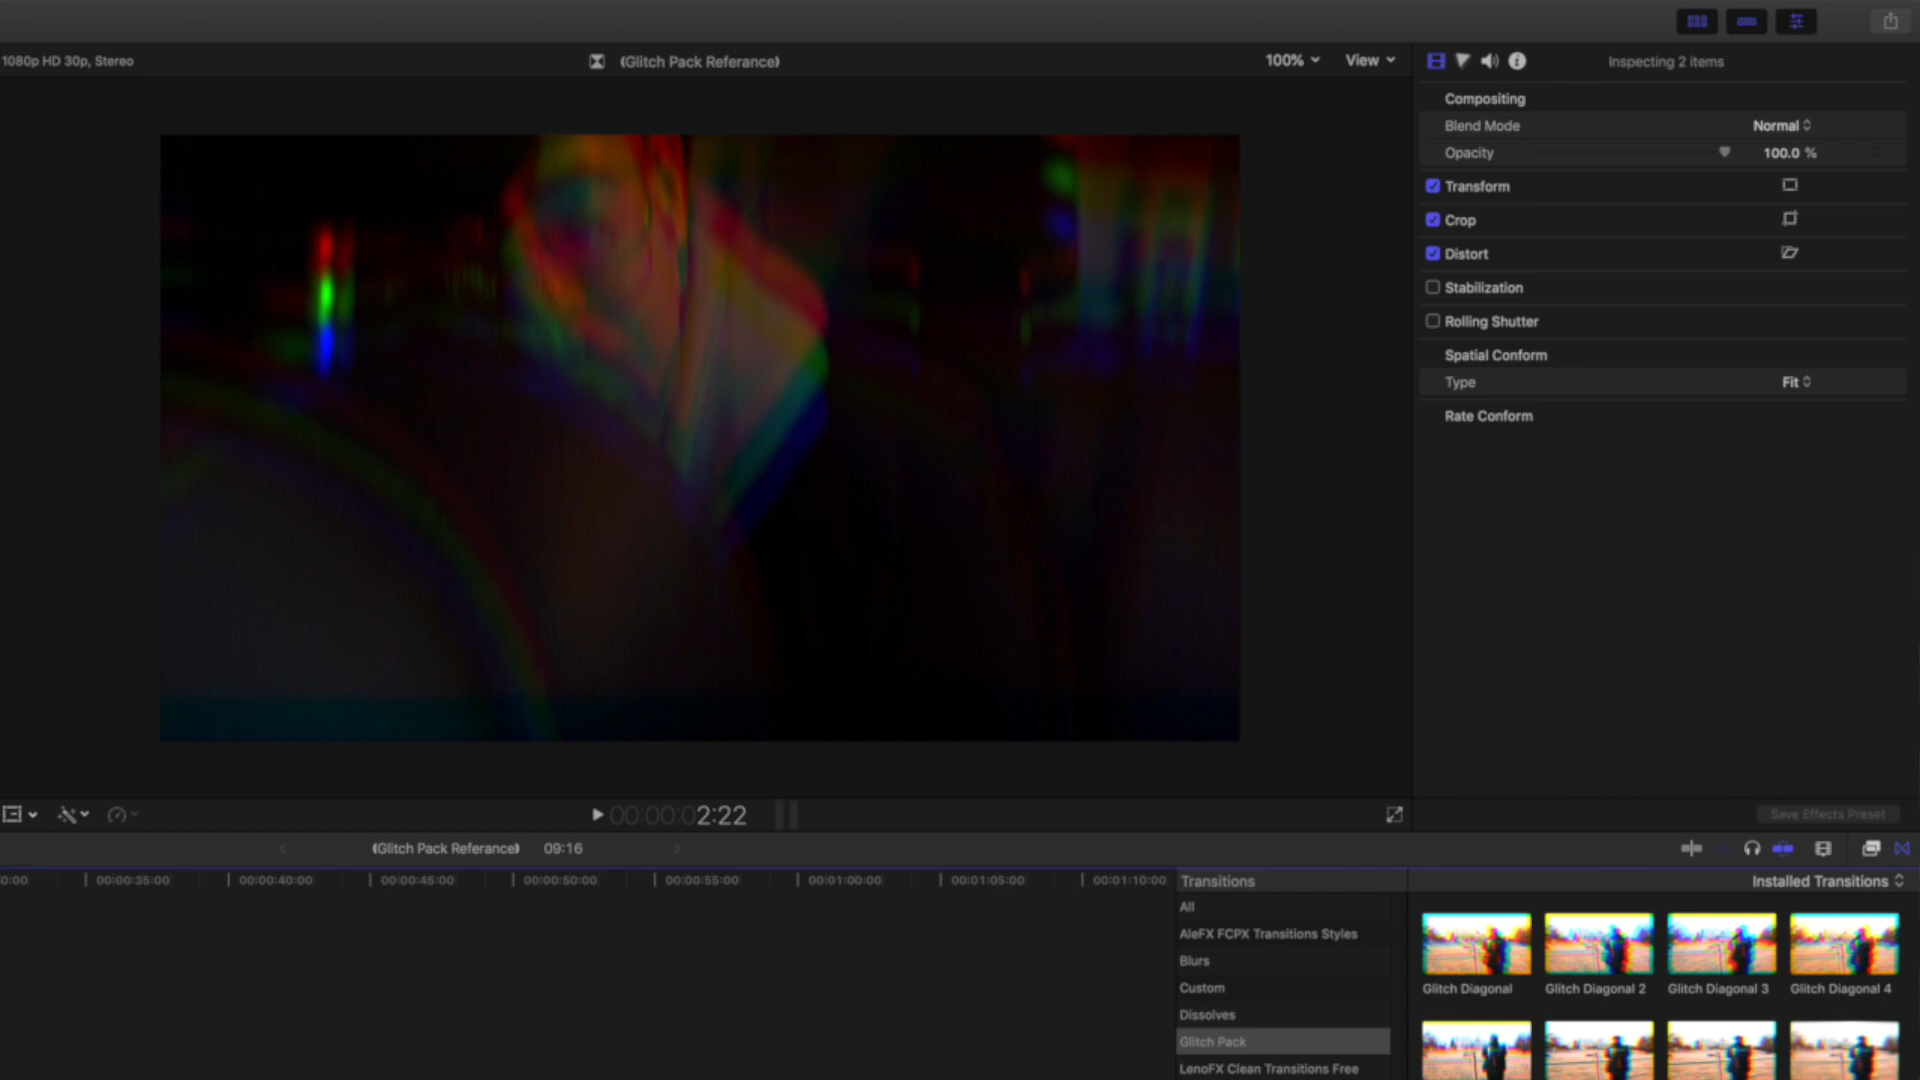 1080p HD 30p, Stereo
(Glitch Pack Referance)
100%
View
Inspecting 2 items
Compositing
Blend Mode
Normal
Opacity
100.0 %
Transform
Crop
Distort
Stabilization
Rolling Shutter
Spatial Conform
Type
Fit
Rate Conform
00:00:02:22
Save Effects Preset
(Glitch Pack Referance)
09:16
0:00
00:00:35:00
00:00:40:00
00:00:45:00
00:00:50:00
00:00:55:00
00:01:00:00
00:01:05:00
00:01:10:00
Transitions
Installed Transitions
All
AleFX FCPX Transitions Styles
Blurs
Custom
Dissolves
Glitch Pack
LenoFX Clean Transitions Free
Glitch Diagonal
Glitch Diagonal 2
Glitch Diagonal 3
Glitch Diagonal 4